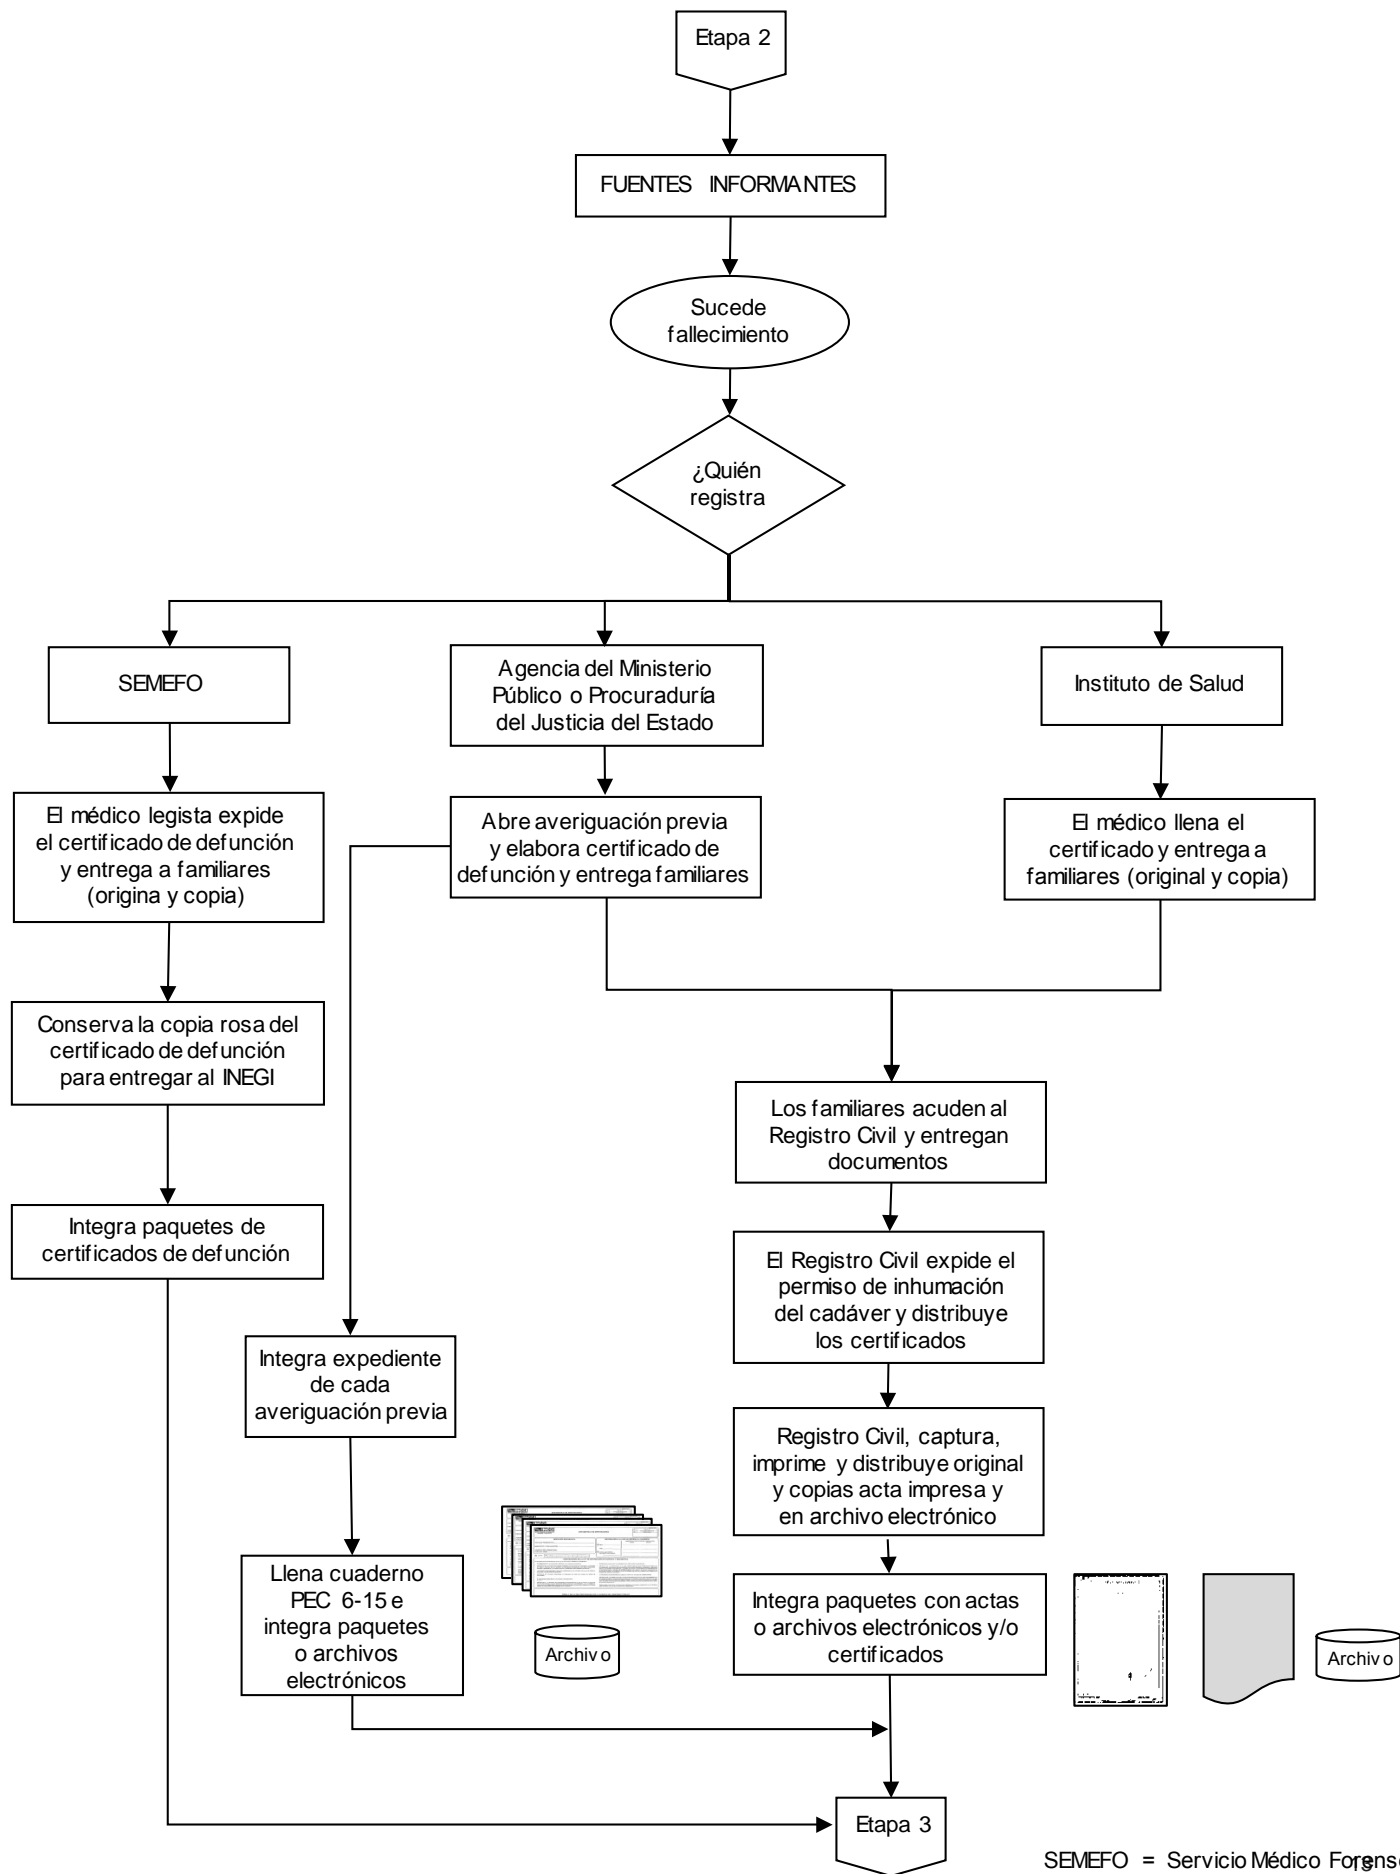 Etapa 2
FUENTES INFORMANTES
Sucede
fallecimiento
¿Quién
registra
SEMEFO
Agencia del Ministerio
Público o Procuraduría
del Justicia del Estado
Instituto de Salud
El médico legista expide
el certificado de defunción
y entrega a familiares
(origina y copia)
Abre averiguación previa
y elabora certificado de
defunción y entrega familiares
El médico llena el
certificado y entrega a
familiares (original y copia)
Conserva la copia rosa del
certificado de defunción
para entregar al INEGI
Los familiares acuden al
Registro Civil y entregan
documentos
Integra paquetes de
certificados de defunción
El Registro Civil expide el
permiso de inhumación
del cadáver y distribuye
los certificados
Integra expediente
de cada
averiguación previa
Registro Civil, captura,
imprime y distribuye original
y copias acta impresa y
en archivo electrónico
Llena cuaderno
PEC 6-15 e
integra paquetes
o archivos
electrónicos
Archivo
Integra paquetes con actas
o archivos electrónicos y/o
certificados
Archivo
Etapa 3
SEMEFO = Servicio Médico Forens